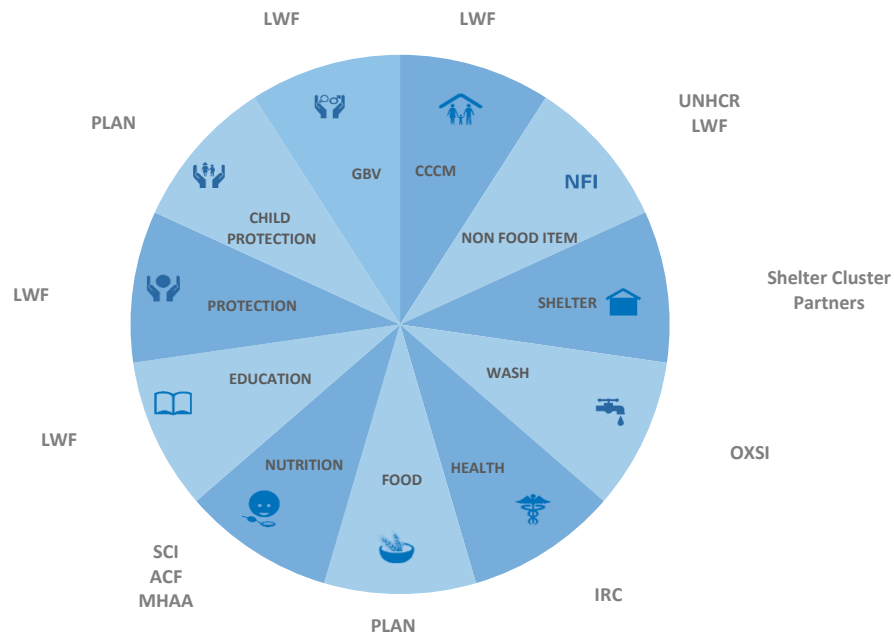 LWF
LWF
UNHCR
LWF
PLAN
GBV
CCCM
NFI
CHILD
PROTECTION
NON FOOD ITEM
LWF
PROTECTION
SHELTER
Shelter Cluster
Partners
EDUCATION
WASH
LWF
OXSI
NUTRITION
FOOD
HEALTH
SCI
ACF
MHAA
IRC
PLAN